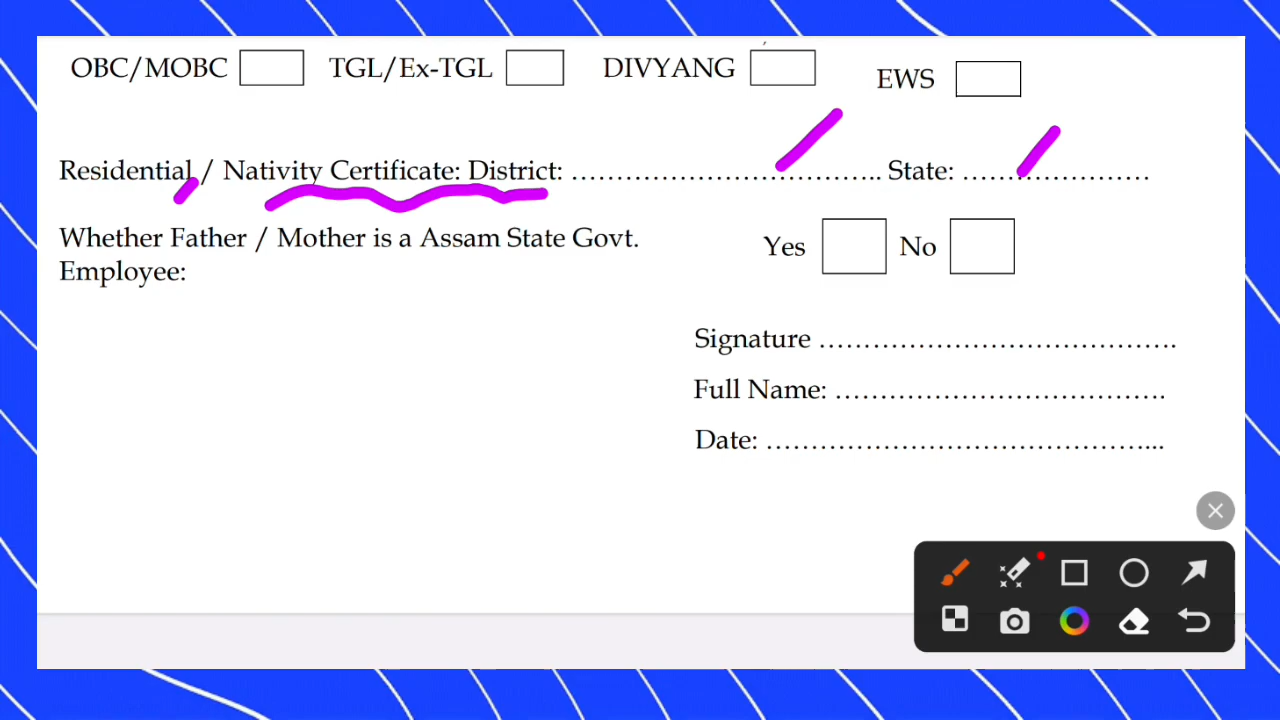 OBC/MOBC TGL/Ex-TGL DIVYANG EWS
Residential / Nativity Certificate: District: ………………………………….. State: …………………
Whether Father / Mother is a Assam State Govt. Yes No
Employee:
Signature ………………………………….
Full Name: ……………………………….
Date: ……………………………………...